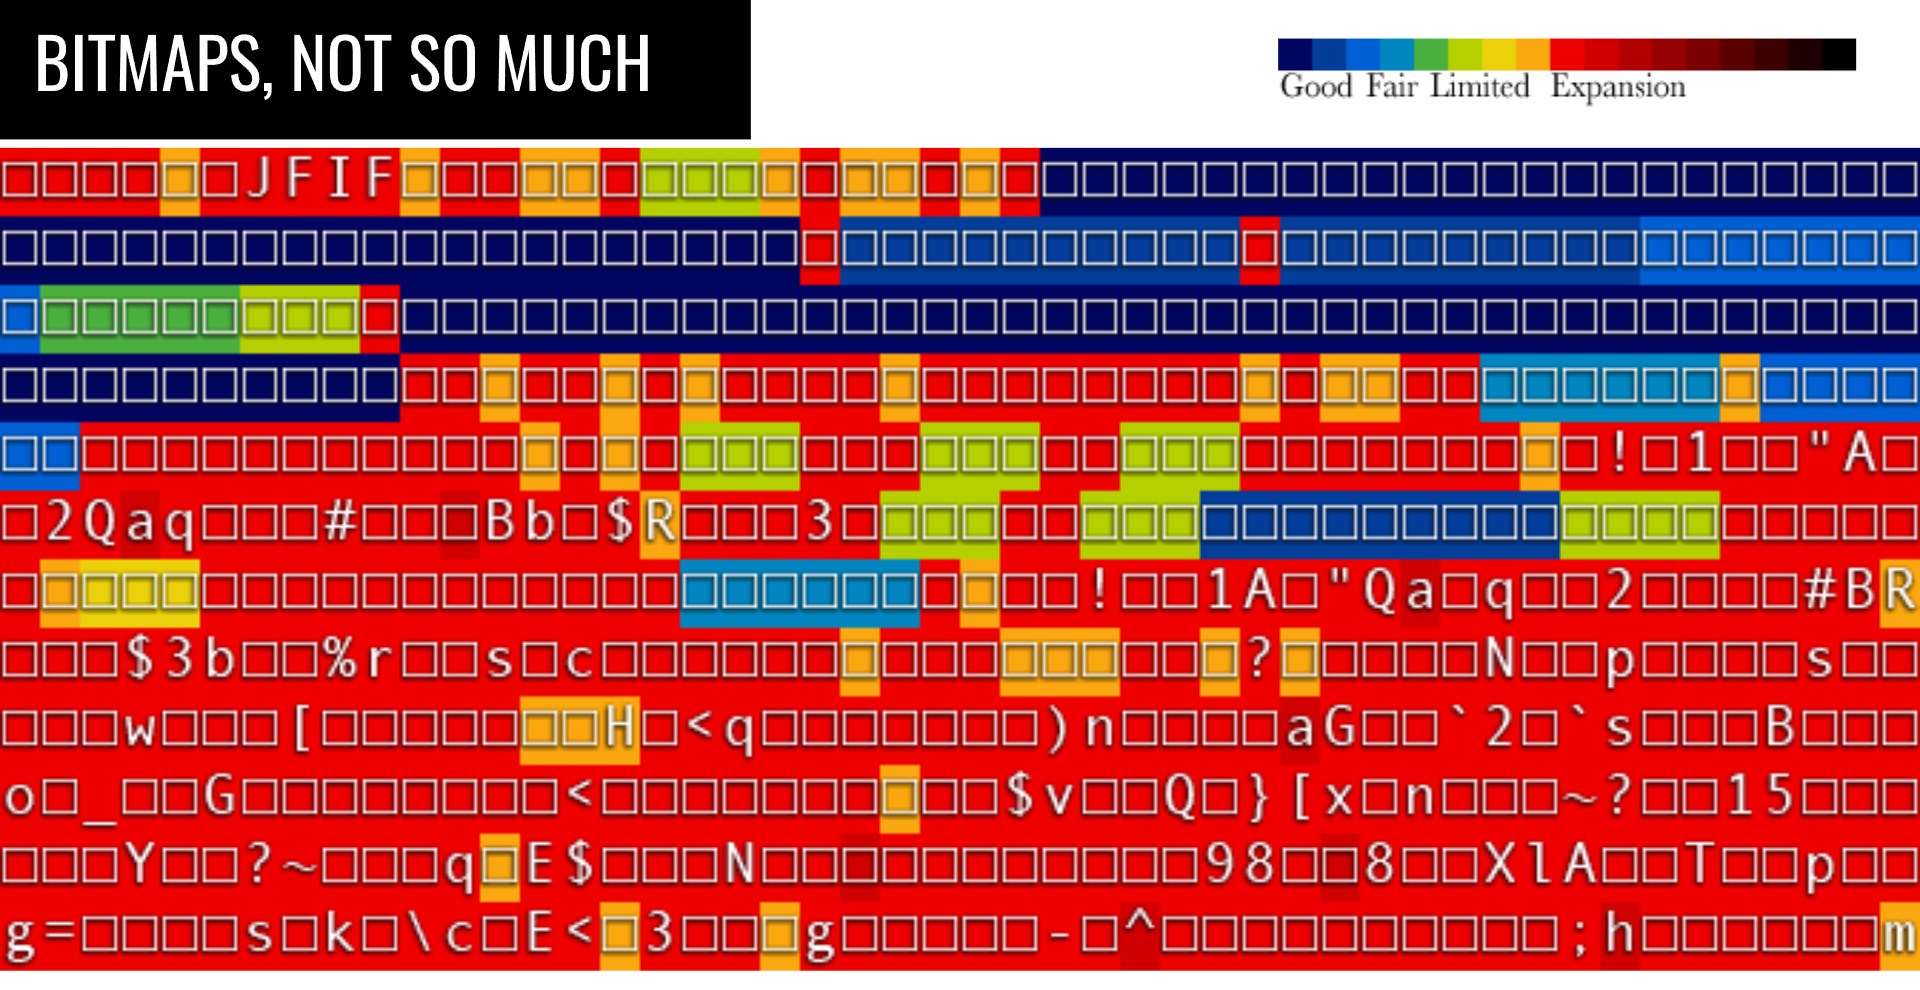 BITMAPS, NOT SO MUCH
Good Fair Limited Expansion
JFIF
! 1 "A
2Qaq # Bb $R 3
! 1A "Qa q 2 #BR
$3b %r s c ? N p s
w [ H <q )n aG `2 `s B
o _ G < $v Q }[x n ~? 15
Y ?~ q E$ N 98 8 XlA T p
g= s k \c E< 3 g - ^ ;h m